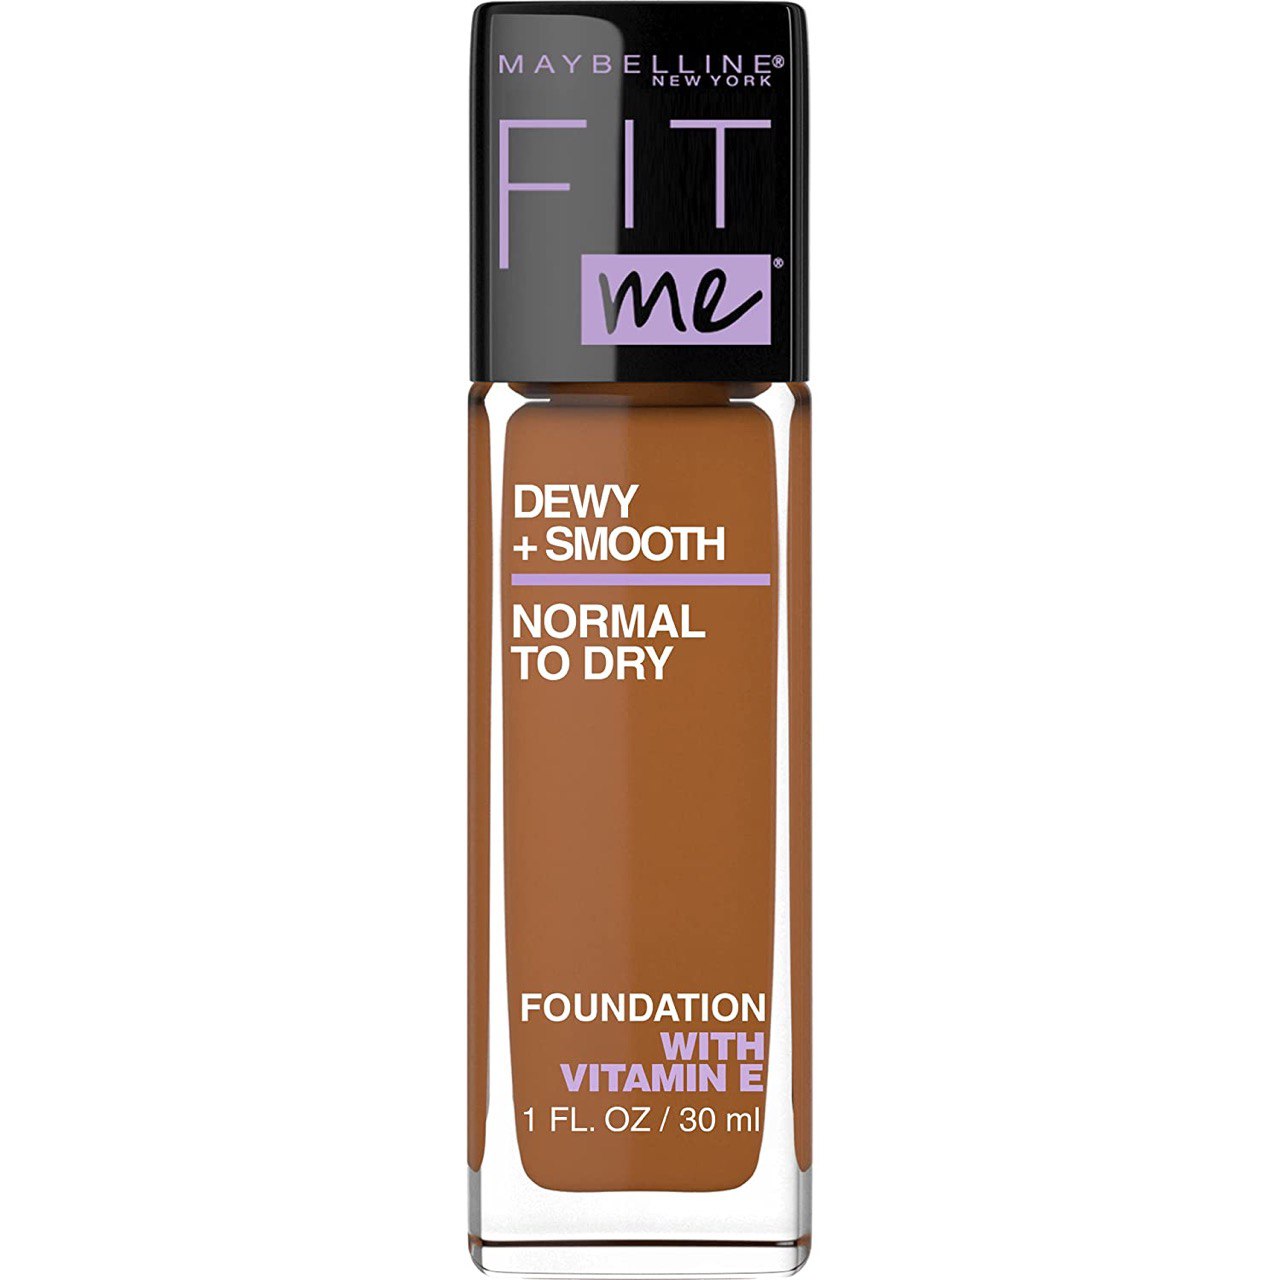 MAYBELLINE®
NEW YORK
FIT
me®
DEWY
+ SMOOTH
NORMAL
TO DRY
FOUNDATION
WITH
VITAMIN E
1 FL. OZ / 30 ml